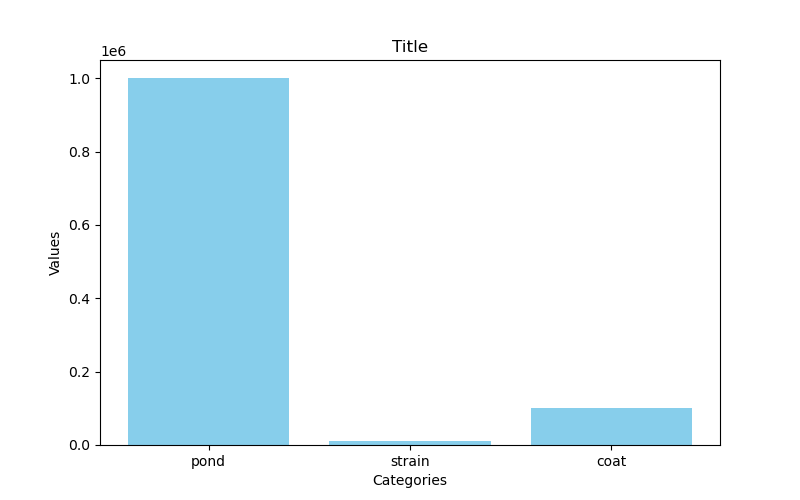 Title
1e6
1.0
0.8
0.6
0.4
0.2
0.0
Values
pond strain coat
Categories